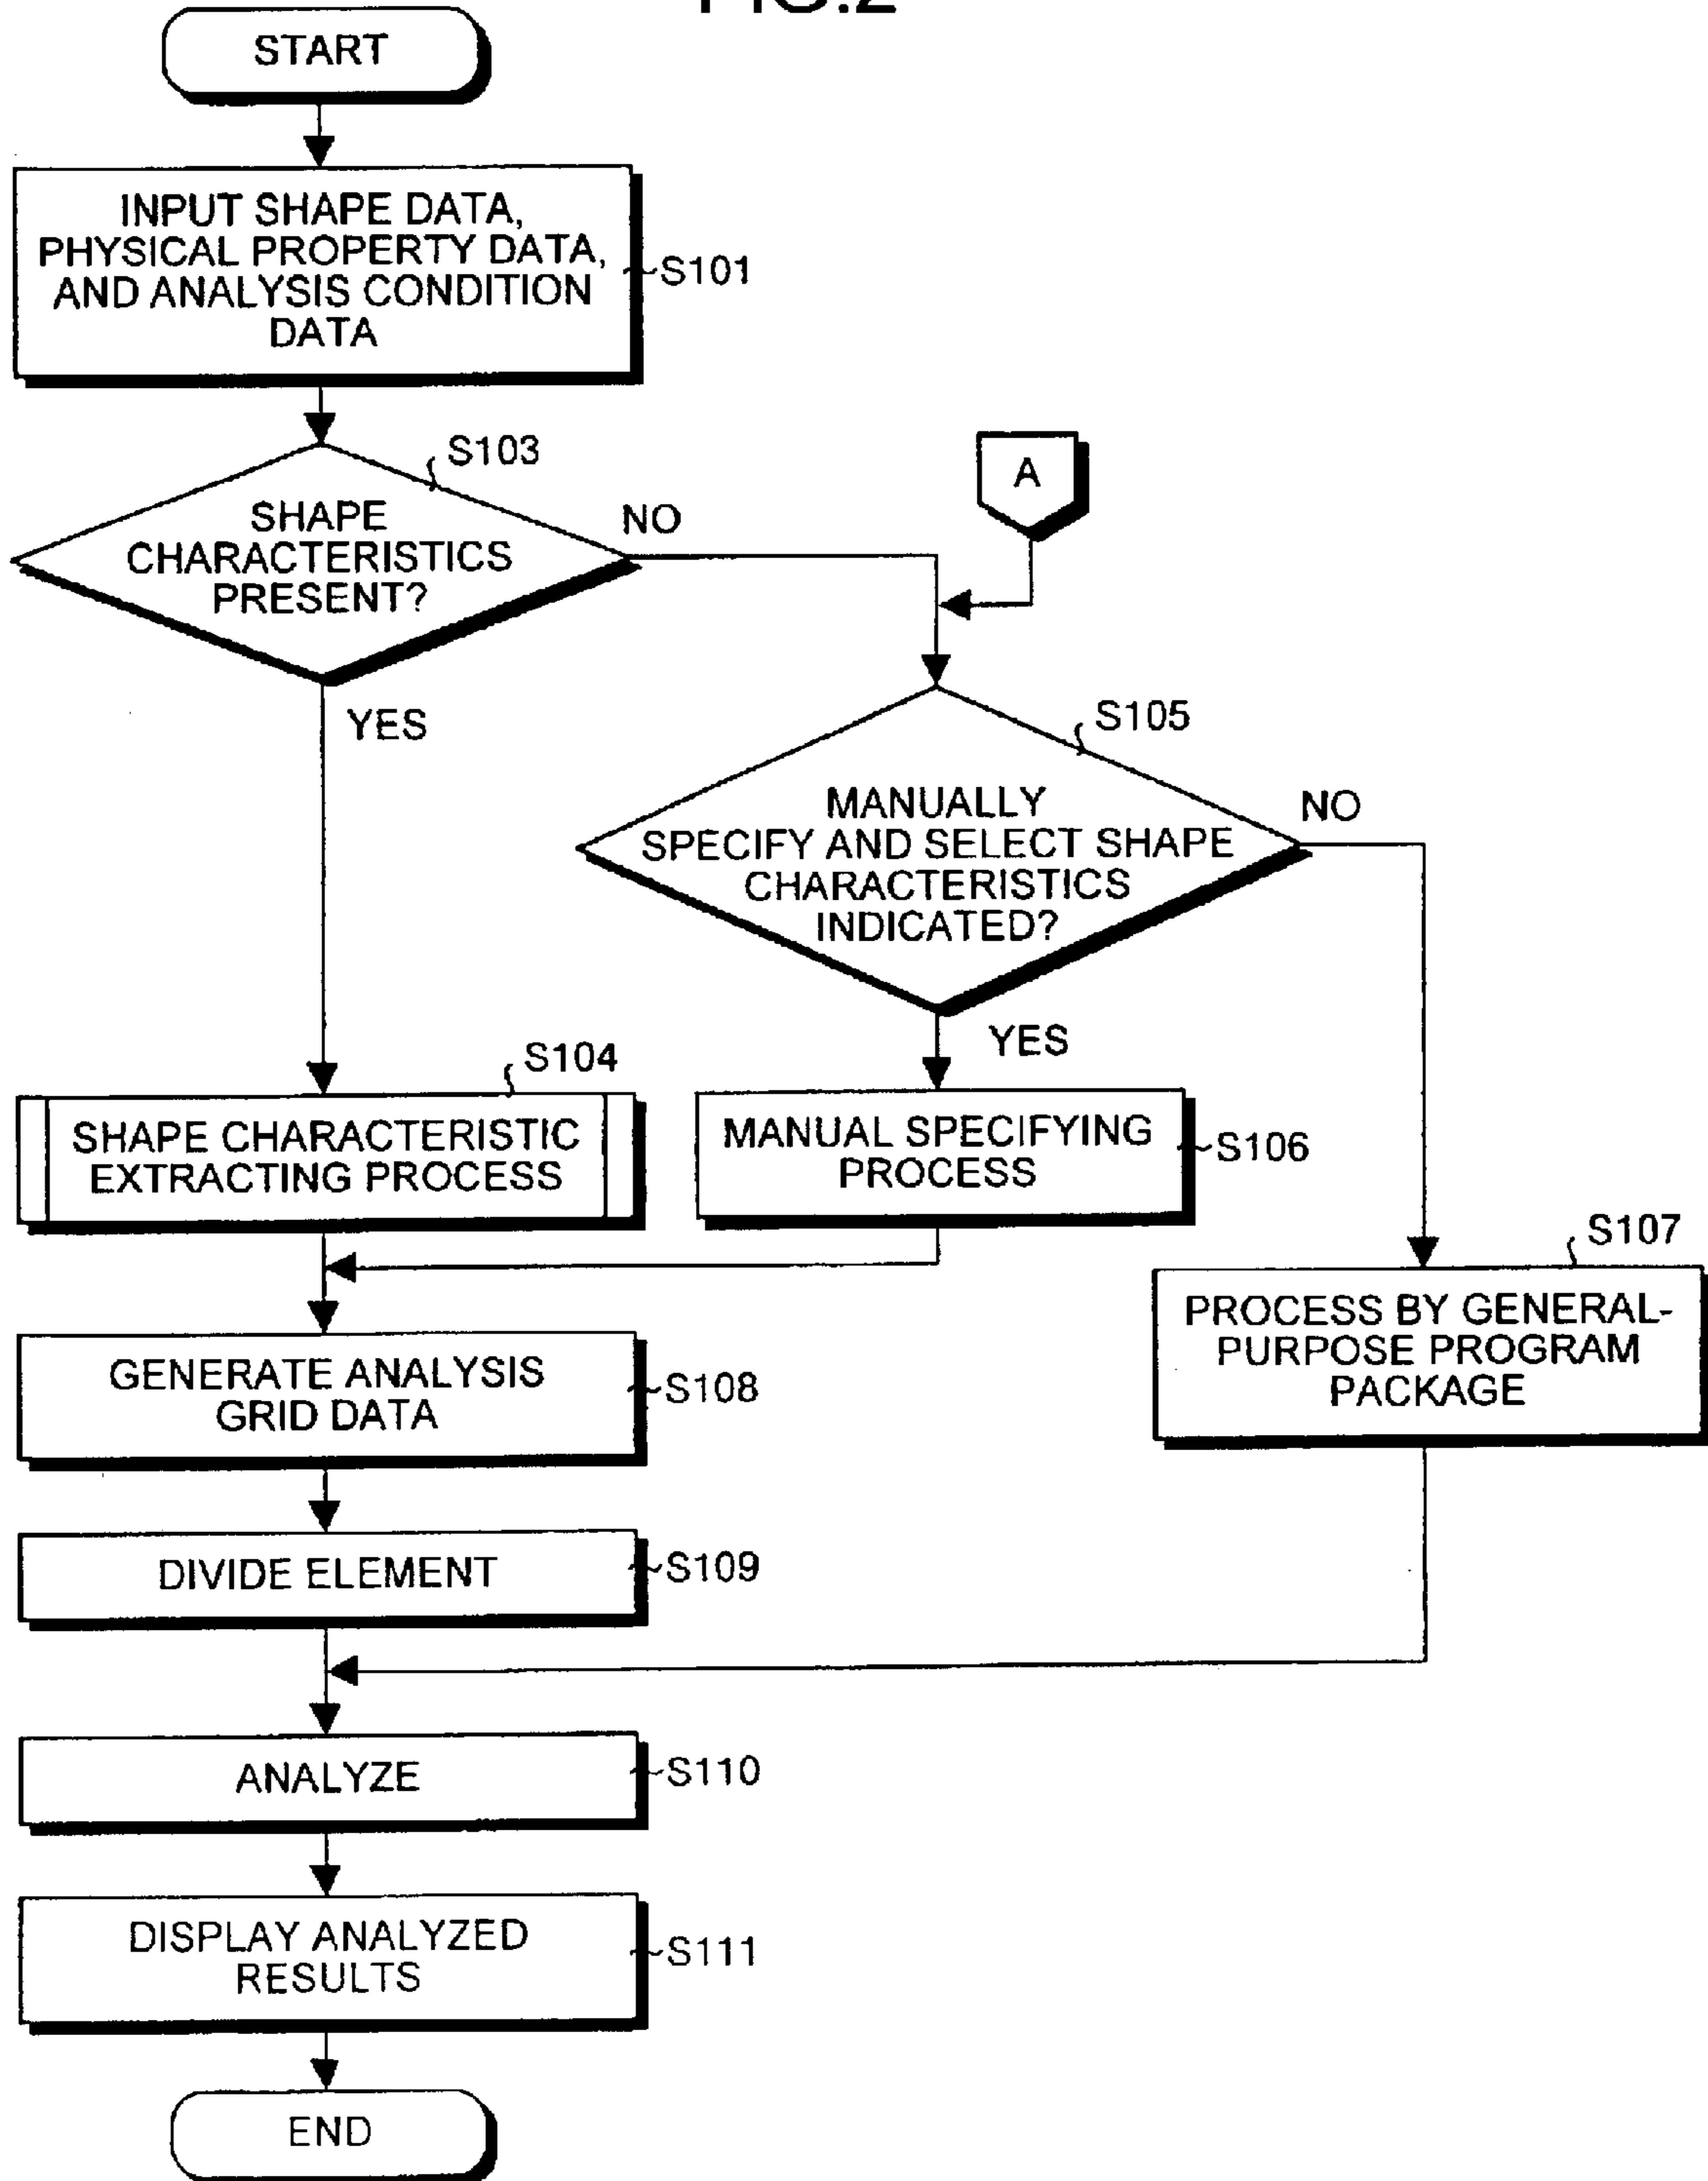 FIG.2
START
INPUT SHAPE DATA,
PHYSICAL PROPERTY DATA,
AND ANALYSIS CONDITION
DATA
S101
S103
SHAPE
CHARACTERISTICS
PRESENT?
NO
A
YES
S105
MANUALLY
SPECIFY AND SELECT SHAPE
CHARACTERISTICS
INDICATED?
NO
YES
S104
SHAPE CHARACTERISTIC
EXTRACTING PROCESS
MANUAL SPECIFYING
PROCESS
S106
S107
PROCESS BY GENERAL-
PURPOSE PROGRAM
PACKAGE
GENERATE ANALYSIS
GRID DATA
S108
DIVIDE ELEMENT
S109
ANALYZE
S110
DISPLAY ANALYZED
RESULTS
S111
END